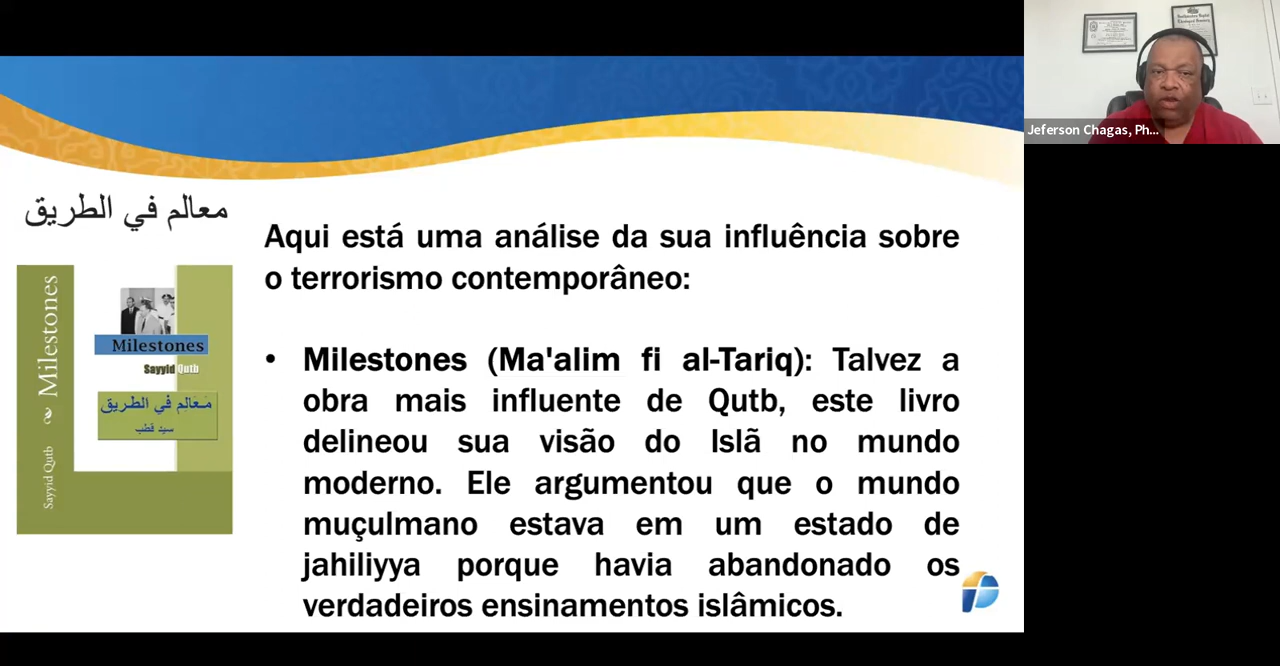 Jeferson Chagas, Ph...
معالم في الطريق
Aqui está uma análise da sua influência sobre
o terrorismo contemporâneo:
• Milestones (Ma'alim fi al-Tariq): Talvez a
obra mais influente de Qutb, este livro
delineou sua visão do Islã no mundo
moderno. Ele argumentou que o mundo
muçulmano estava em um estado de
jahiliyya porque havia abandonado os
verdadeiros ensinamentos islâmicos.
Milestones
Sayyid Qutb
Milestones
Sayyid Qutb
مَعَالِم في الطريق
سيد قطب